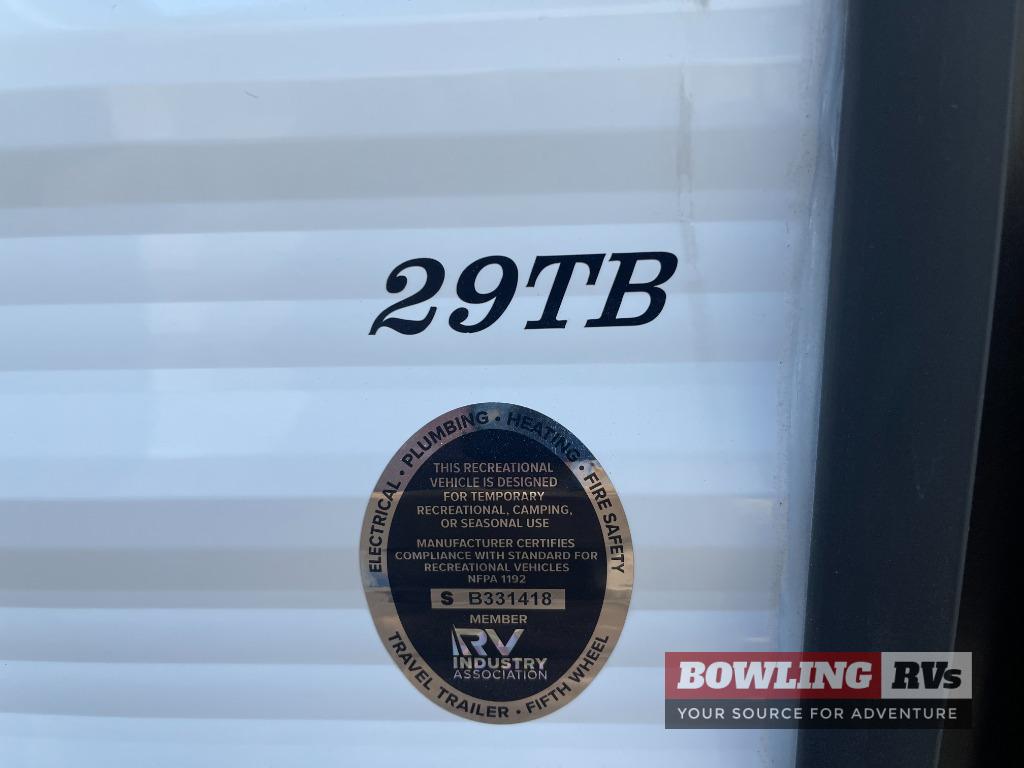 29TB
ELECTRICAL • PLUMBING • HEATING • FIRE SAFETY
THIS RECREATIONAL
VEHICLE IS DESIGNED
FOR TEMPORARY
RECREATIONAL, CAMPING,
OR SEASONAL USE
MANUFACTURER CERTIFIES
COMPLIANCE WITH STANDARD FOR
RECREATIONAL VEHICLES
NFPA 1192
S B331418
MEMBER
RV
INDUSTRY
ASSOCIATION
TRAVEL TRAILER • FIFTH WHEEL
BOWLING RVs
YOUR SOURCE FOR ADVENTURE